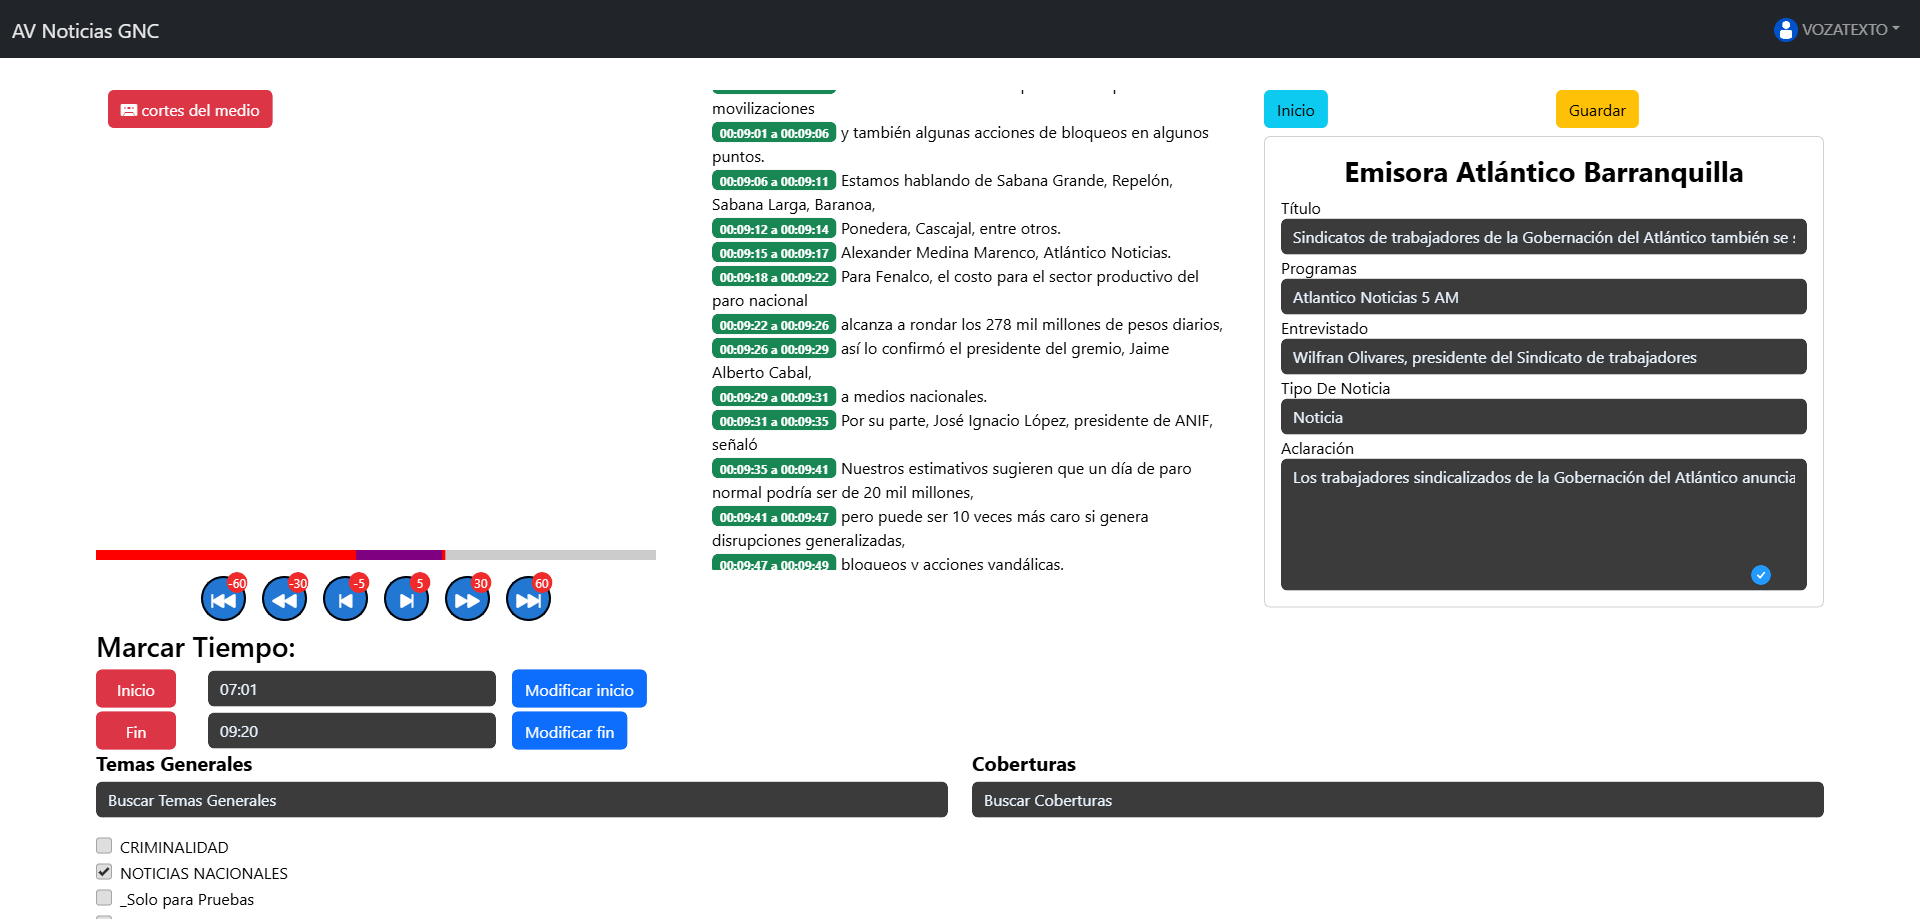 AV Noticias GNC
VOZATEXTO
cortes del medio
movilizaciones
00:09:01 a 00:09:06 y también algunas acciones de bloqueos en algunos
puntos.
00:09:06 a 00:09:11 Estamos hablando de Sabana Grande, Repelón,
Sabana Larga, Baranoa,
00:09:12 a 00:09:14 Ponedera, Cascajal, entre otros.
00:09:15 a 00:09:17 Alexander Medina Marenco, Atlántico Noticias.
00:09:18 a 00:09:22 Para Fenalco, el costo para el sector productivo del
paro nacional
00:09:22 a 00:09:26 alcanza a rondar los 278 mil millones de pesos diarios,
00:09:26 a 00:09:29 así lo confirmó el presidente del gremio, Jaime
Alberto Cabal,
00:09:29 a 00:09:31 a medios nacionales.
00:09:31 a 00:09:35 Por su parte, José Ignacio López, presidente de ANIF,
señaló
00:09:35 a 00:09:41 Nuestros estimativos sugieren que un día de paro
normal podría ser de 20 mil millones,
00:09:41 a 00:09:47 pero puede ser 10 veces más caro si genera
disrupciones generalizadas,
00:09:47 a 00:09:49 bloqueos y acciones vandálicas.
Inicio
Guardar
Emisora Atlántico Barranquilla
Título
Sindicatos de trabajadores de la Gobernación del Atlántico también se
Programas
Atlantico Noticias 5 AM
Entrevistado
Wilfran Olivares, presidente del Sindicato de trabajadores
Tipo De Noticia
Noticia
Aclaración
Los trabajadores sindicalizados de la Gobernación del Atlántico anuncia
-60
-30
-5
5
30
60
Marcar Tiempo:
Inicio
07:01
Modificar inicio
Fin
09:20
Modificar fin
Temas Generales
Buscar Temas Generales
CRIMINALIDAD
NOTICIAS NACIONALES
_Solo para Pruebas
Coberturas
Buscar Coberturas